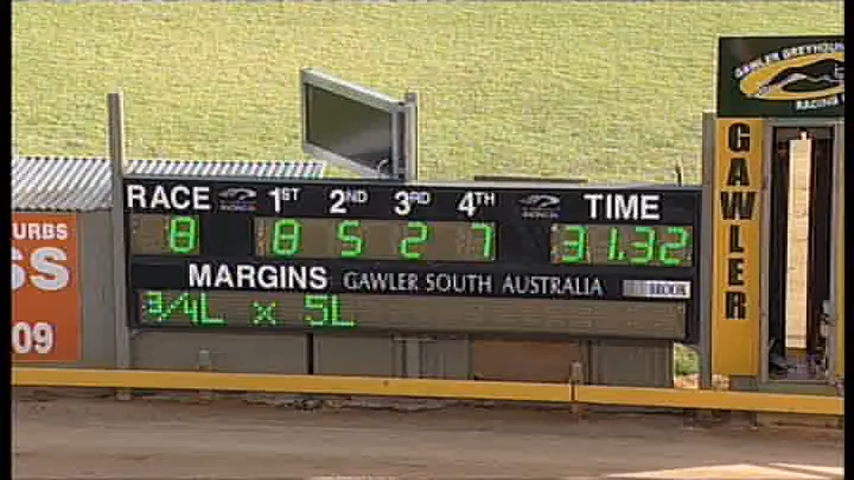 GAWLER GREYHOUND
RACING
GAWLER
RACE 1ST 2ND 3RD 4TH TIME
8 8 5 2 7 31.32
MARGINS GAWLER SOUTH AUSTRALIA
3/4L x 5L
URBS
SS
09